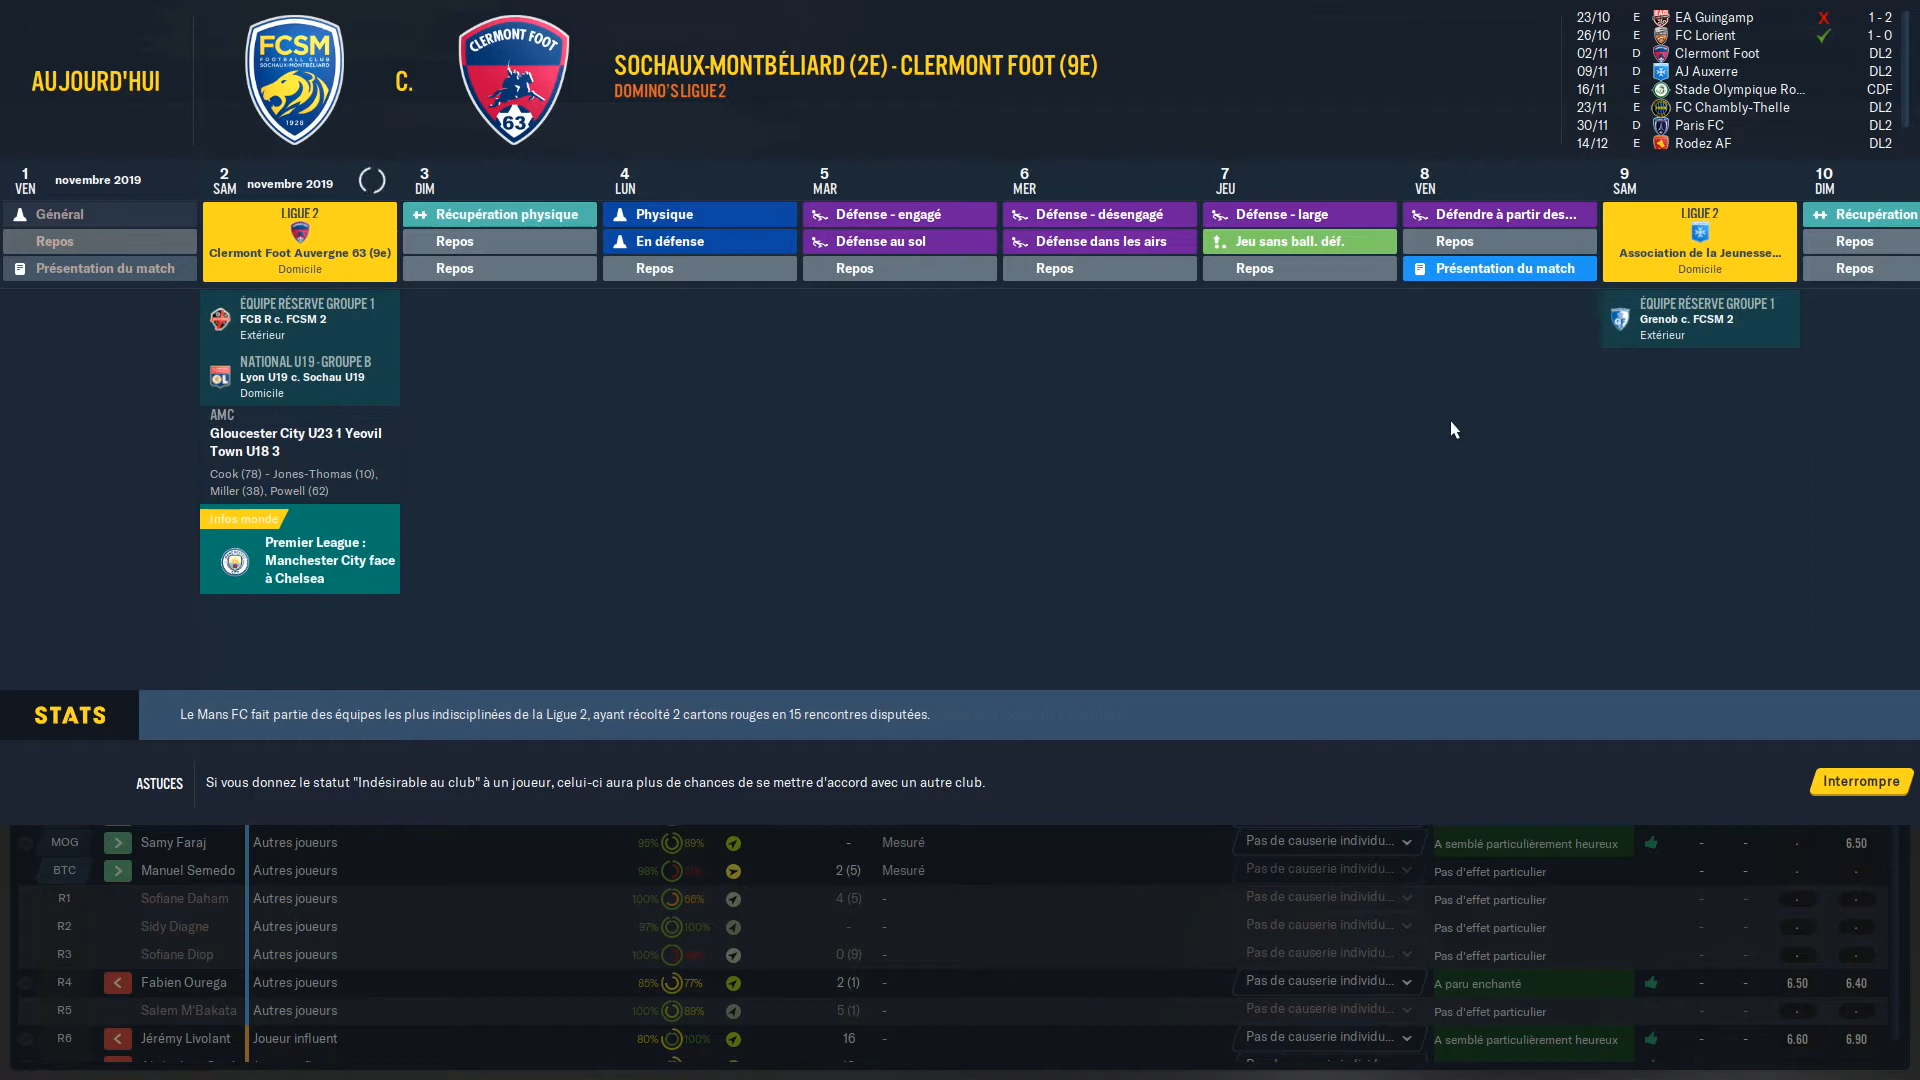 AUJOURD'HUI
FCSM
FOOTBALL CLUB
SOCHAUX-MONTBÉLIARD
1928
C.
CLERMONT FOOT
63
SOCHAUX-MONTBÉLIARD (2E) - CLERMONT FOOT (9E)
DOMINO'S LIGUE 2
23/10 E EA Guingamp X 1 - 2
26/10 E FC Lorient 1 - 0
02/11 D Clermont Foot DL2
09/11 D AJ Auxerre DL2
16/11 E Stade Olympique Ro... CDF
23/11 E FC Chambly-Thelle DL2
30/11 D Paris FC DL2
14/12 E Rodez AF DL2
1 VEN novembre 2019
Général
Repos
Présentation du match
2 SAM novembre 2019
LIGUE 2
Clermont Foot Auvergne 63 (9e)
Domicile
3 DIM
Récupération physique
Repos
Repos
4 LUN
Physique
En défense
Repos
5 MAR
Défense - engagé
Défense au sol
Repos
6 MER
Défense - désengagé
Défense dans les airs
Repos
7 JEU
Défense - large
Jeu sans ball. déf.
Repos
8 VEN
Défendre à partir des...
Repos
Présentation du match
9 SAM
LIGUE 2
Association de la Jeunesse...
Domicile
10 DIM
Récupération
Repos
Repos
ÉQUIPE RÉSERVE GROUPE 1
FCB R c. FCSM 2
Extérieur
NATIONAL U19 - GROUPE B
Lyon U19 c. Sochau U19
Domicile
AMC
Gloucester City U23 1 Yeovil
Town U18 3
Cook (78) - Jones-Thomas (10),
Miller (38), Powell (62)
Infos monde
Premier League :
Manchester City face
à Chelsea
ÉQUIPE RÉSERVE GROUPE 1
Grenob c. FCSM 2
Extérieur
STATS
Le Mans FC fait partie des équipes les plus indisciplinées de la Ligue 2, ayant récolté 2 cartons rouges en 15 rencontres disputées.
ASTUCES
Si vous donnez le statut "Indésirable au club" à un joueur, celui-ci aura plus de chances de se mettre d'accord avec un autre club.
Interrompre
MOG Samy Faraj Autres joueurs 95% 89% - Mesuré Pas de causerie individu... A semblé particulièrement heureux - - . 6.50
BTC Manuel Semedo Autres joueurs 98% 2 (5) Mesuré Pas de causerie individu... Pas d'effet particulier - - . .
R1 Sofiane Daham Autres joueurs 100% 66% 4 (5) - Pas de causerie individu... Pas d'effet particulier - - . .
R2 Sidy Diagne Autres joueurs 97% 100% - - Pas de causerie individu... Pas d'effet particulier - - . .
R3 Sofiane Diop Autres joueurs 100% 0 (9) - Pas de causerie individu... Pas d'effet particulier - - . .
R4 Fabien Ourega Autres joueurs 85% 77% 2 (1) - Pas de causerie individu... A paru enchanté - - 6.50 6.40
R5 Salem M'Bakata Autres joueurs 100% 89% 5 (1) - Pas de causerie individu... Pas d'effet particulier - - . .
R6 Jérémy Livolant Joueur influent 80% 100% 16 - Pas de causerie individu... A semblé particulièrement heureux - - 6.60 6.90